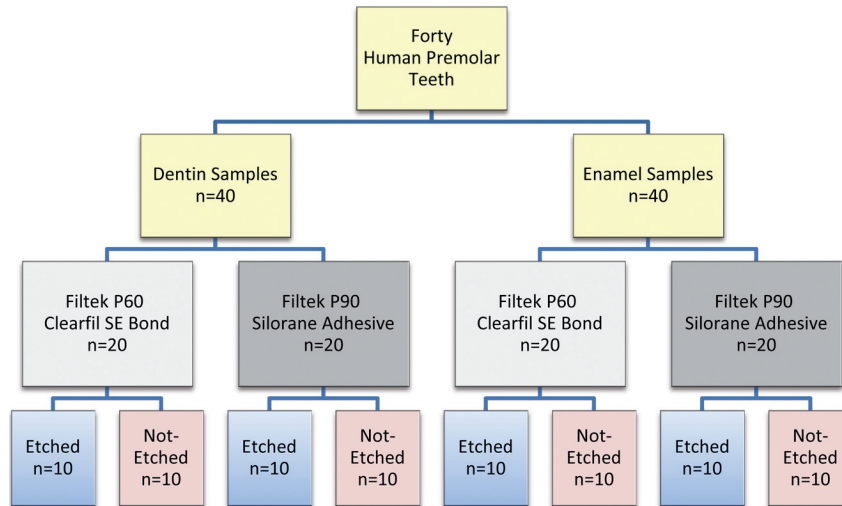 Forty
Human Premolar
Teeth
Dentin Samples
n=40
Enamel Samples
n=40
Filtek P60
Clearfil SE Bond
n=20
Filtek P90
Silorane Adhesive
n=20
Filtek P60
Clearfil SE Bond
n=20
Filtek P90
Silorane Adhesive
n=20
Etched
n=10
Not-
Etched
n=10
Etched
n=10
Not-
Etched
n=10
Etched
n=10
Not-
Etched
n=10
Etched
n=10
Not-
Etched
n=10